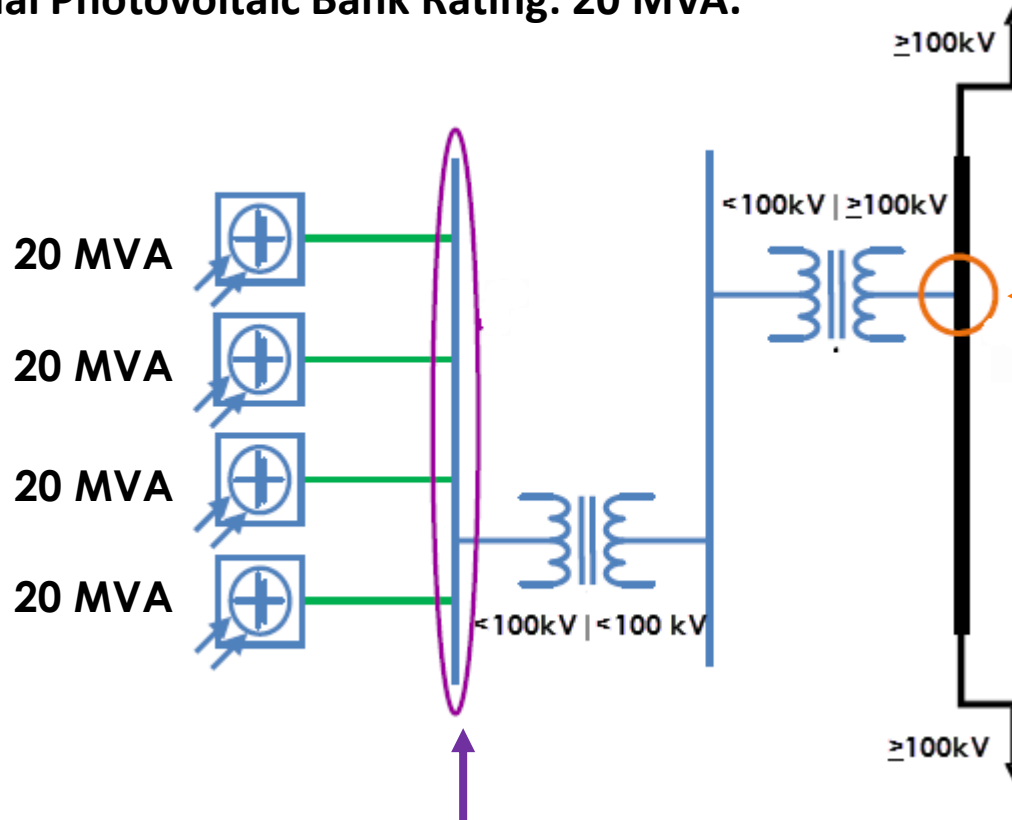 Photovoltaic Bank Rating: 20 MVA.
≥100kV
<100kV | ≥100kV
20 MVA
20 MVA
20 MVA
20 MVA
<100kV | <100 kV
≥100kV